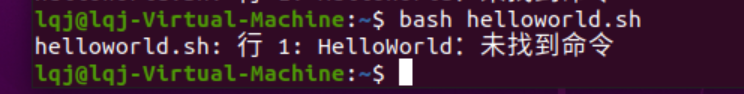 lqj@lqj-Virtual-Machine:~$ bash helloworld.sh
helloworld.sh: 行 1: HelloWorld: 未找到命令
lqj@lqj-Virtual-Machine:~$